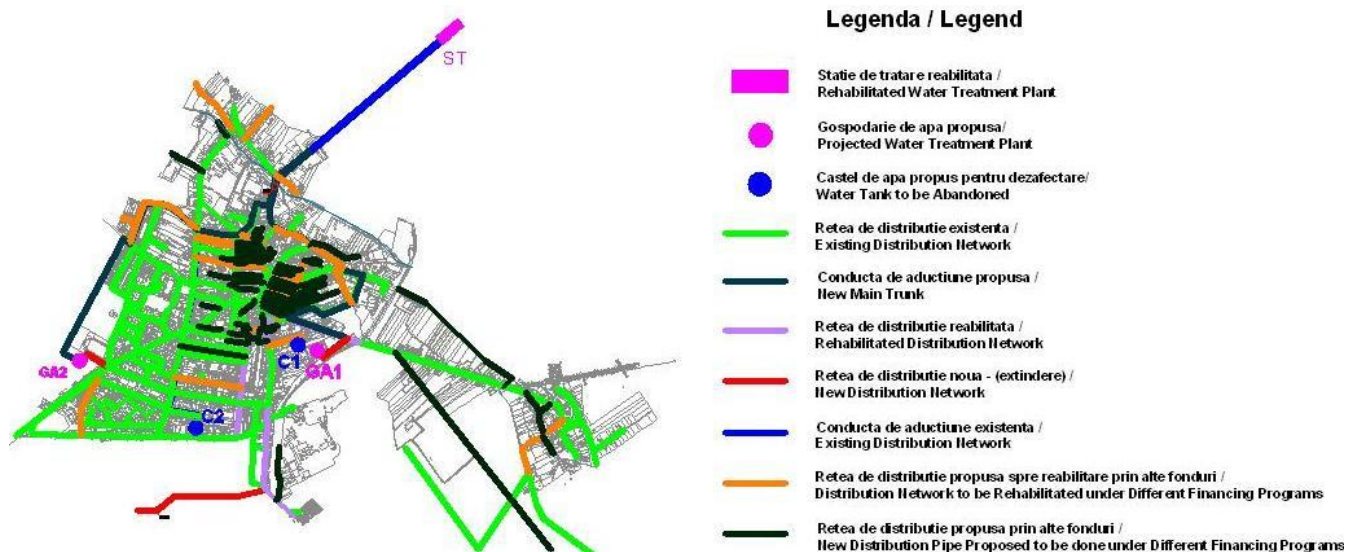 Legenda / Legend
ST
Statie de tratare reabilitata /
Rehabilitated Water Treatment Plant
Gospodarie de apa propusa/
Projected Water Treatment Plant
Castel de apa propus pentru dezafectare/
Water Tank to be Abandoned
Retea de distributie existenta /
Existing Distribution Network
Conducta de aductiune propusa /
New Main Trunk
Retea de distributie reabilitata /
Rehabilitated Distribution Network
C1
GA1
GA2
Retea de distributie noua - (extindere) /
New Distribution Network
C2
Conducta de aductiune existenta /
Existing Distribution Network
Retea de distributie propusa spre reabilitare prin alte fonduri /
Distribution Network to be Rehabilitated under Different Financing Programs
Retea de distributie propusa prin alte fonduri /
New Distribution Pipe Proposed to be done under Different Financing Programs